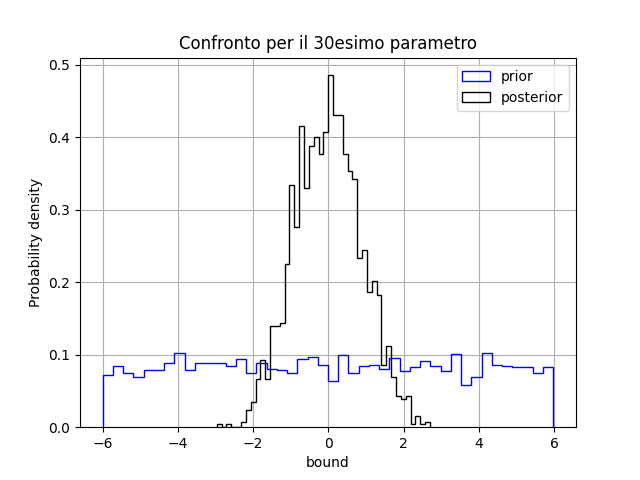 Confronto per il 30esimo parametro
prior
posterior
Probability density
0.5
0.4
0.3
0.2
0.1
0.0
−6 −4 −2 0 2 4 6
bound